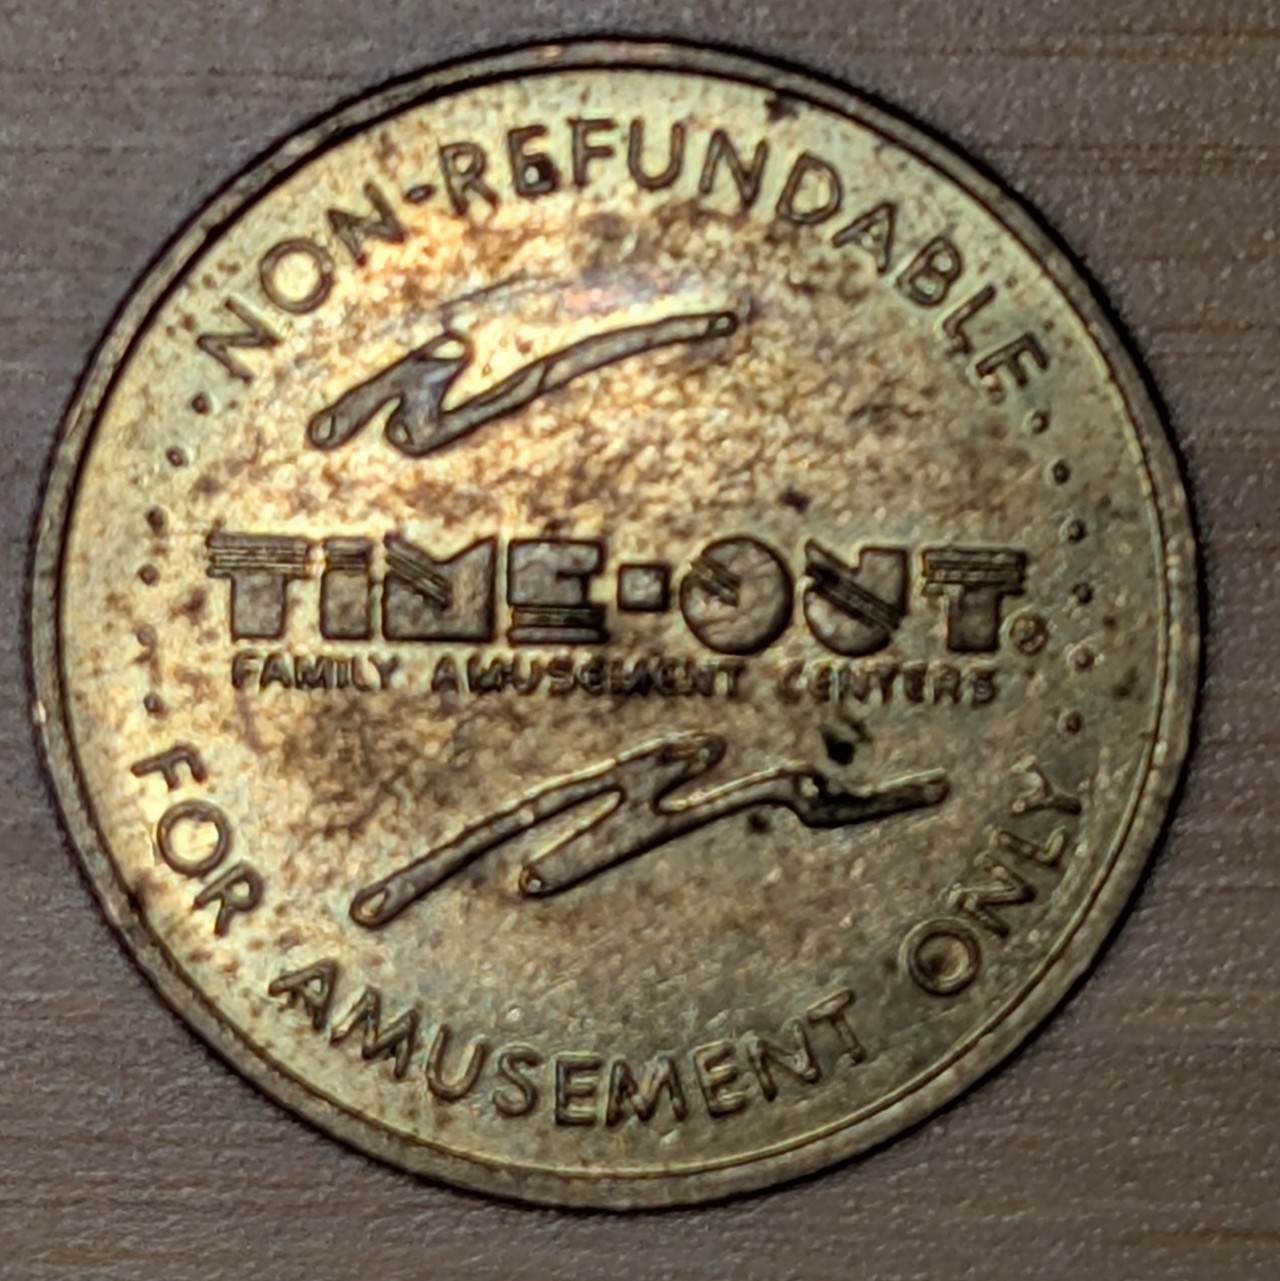 NON-REFUNDABLE
TIME-OUT®
FAMILY AMUSEMENT CENTERS
FOR AMUSEMENT ONLY